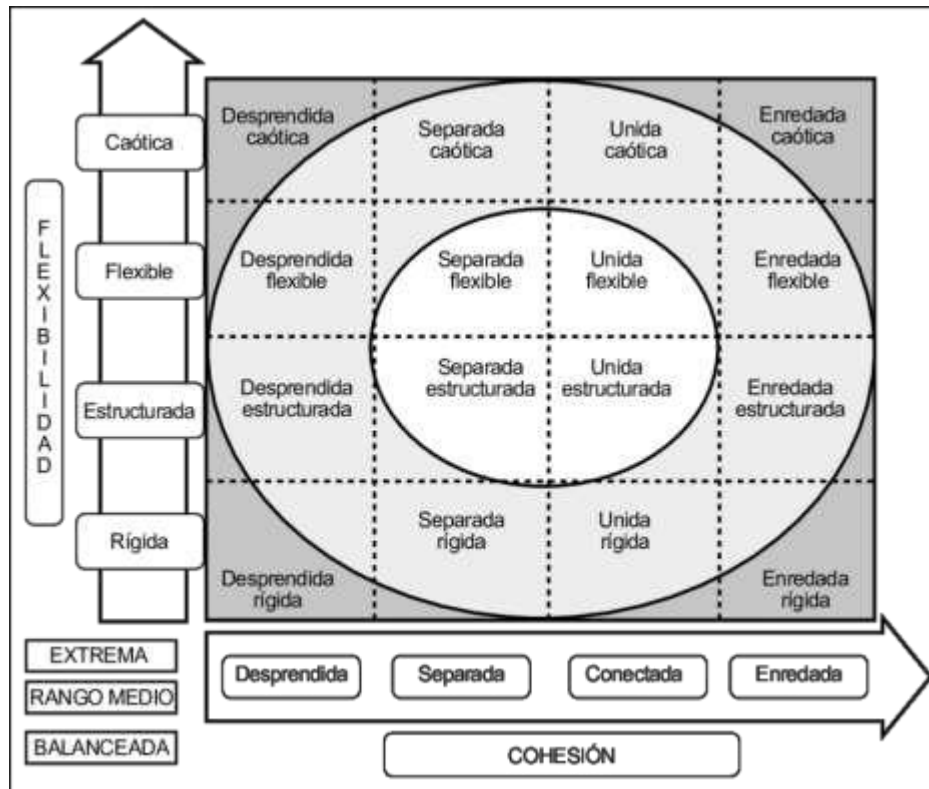 Desprendida
caótica
Separada
caótica
Unida
caótica
Enredada
caótica
Caótica
FLEXIBILIDAD
Desprendida
flexible
Separada
flexible
Unida
flexible
Enredada
flexible
Flexible
Desprendida
estructurada
Separada
estructurada
Unida
estructurada
Enredada
estructurada
Estructurada
Separada
rígida
Unida
rígida
Rígida
Desprendida
rígida
Enredada
rígida
EXTREMA
RANGO MEDIO
BALANCEADA
Desprendida
Separada
Conectada
Enredada
COHESIÓN